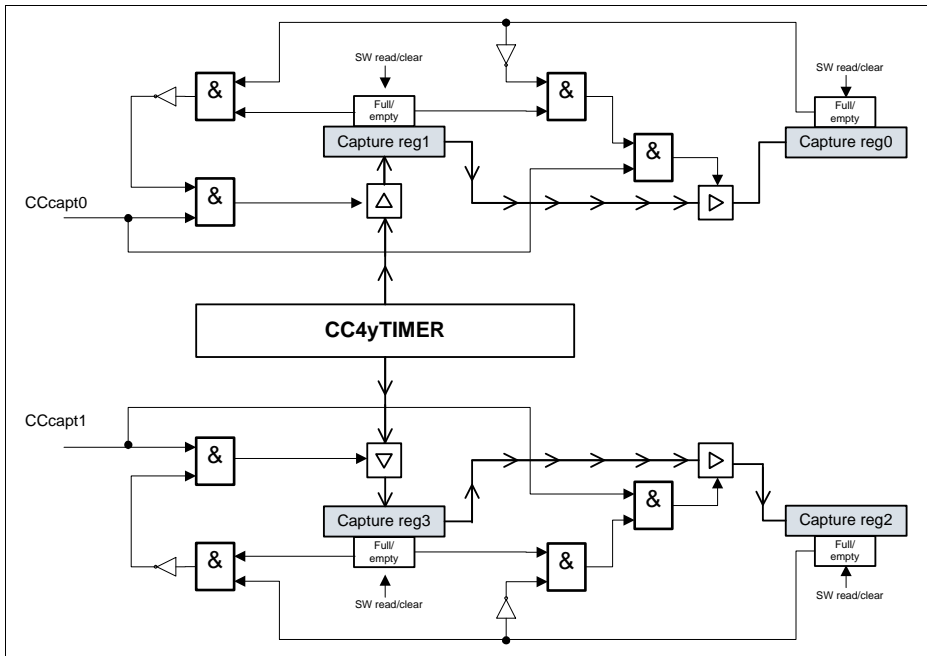 SW read/clear
SW read/clear
&
Full/
empty
&
Full/
empty
Capture reg1
&
Capture reg0
&
CCcapt0
CC4yTIMER
CCcapt1
&
&
Capture reg3
Capture reg2
Full/
empty
Full/
empty
&
&
SW read/clear
SW read/clear